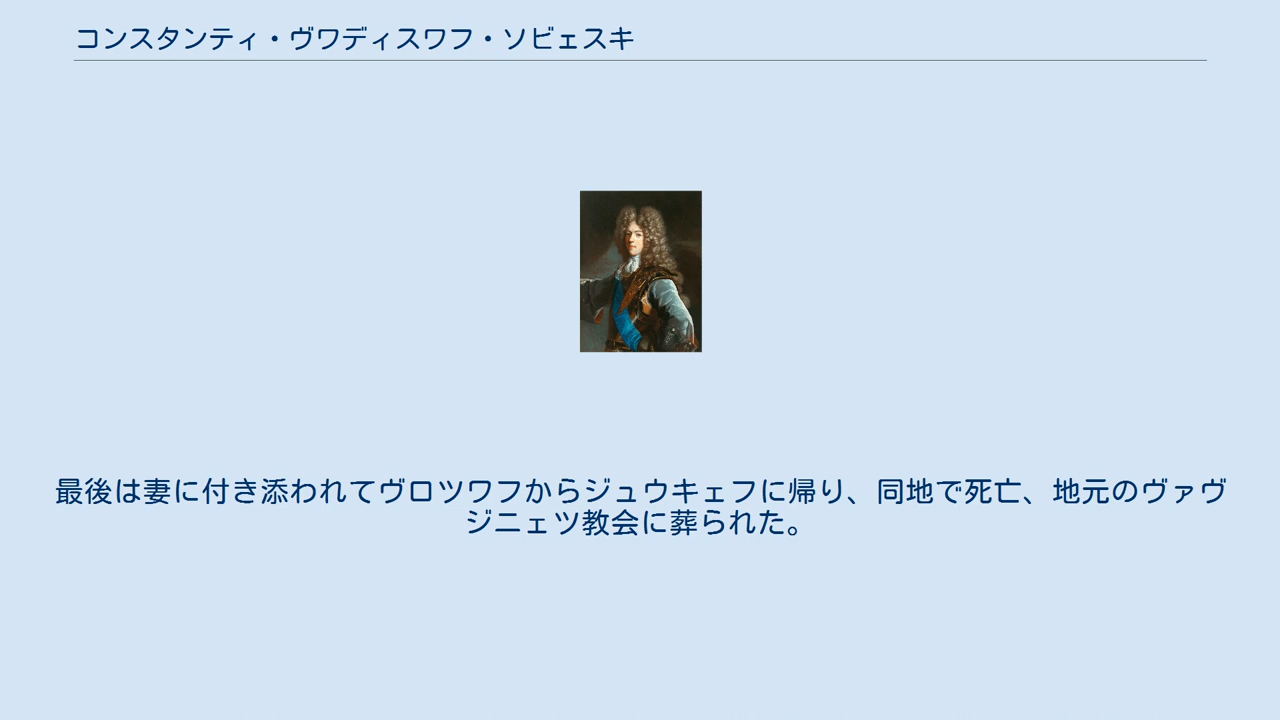 コンスタンティ・ヴワディスワフ・ソビェスキ
最後は妻に付き添われてヴロツワフからジュウキェフに帰り、同地で死亡、地元のヴァヴ
ジニェツ教会に葬られた。